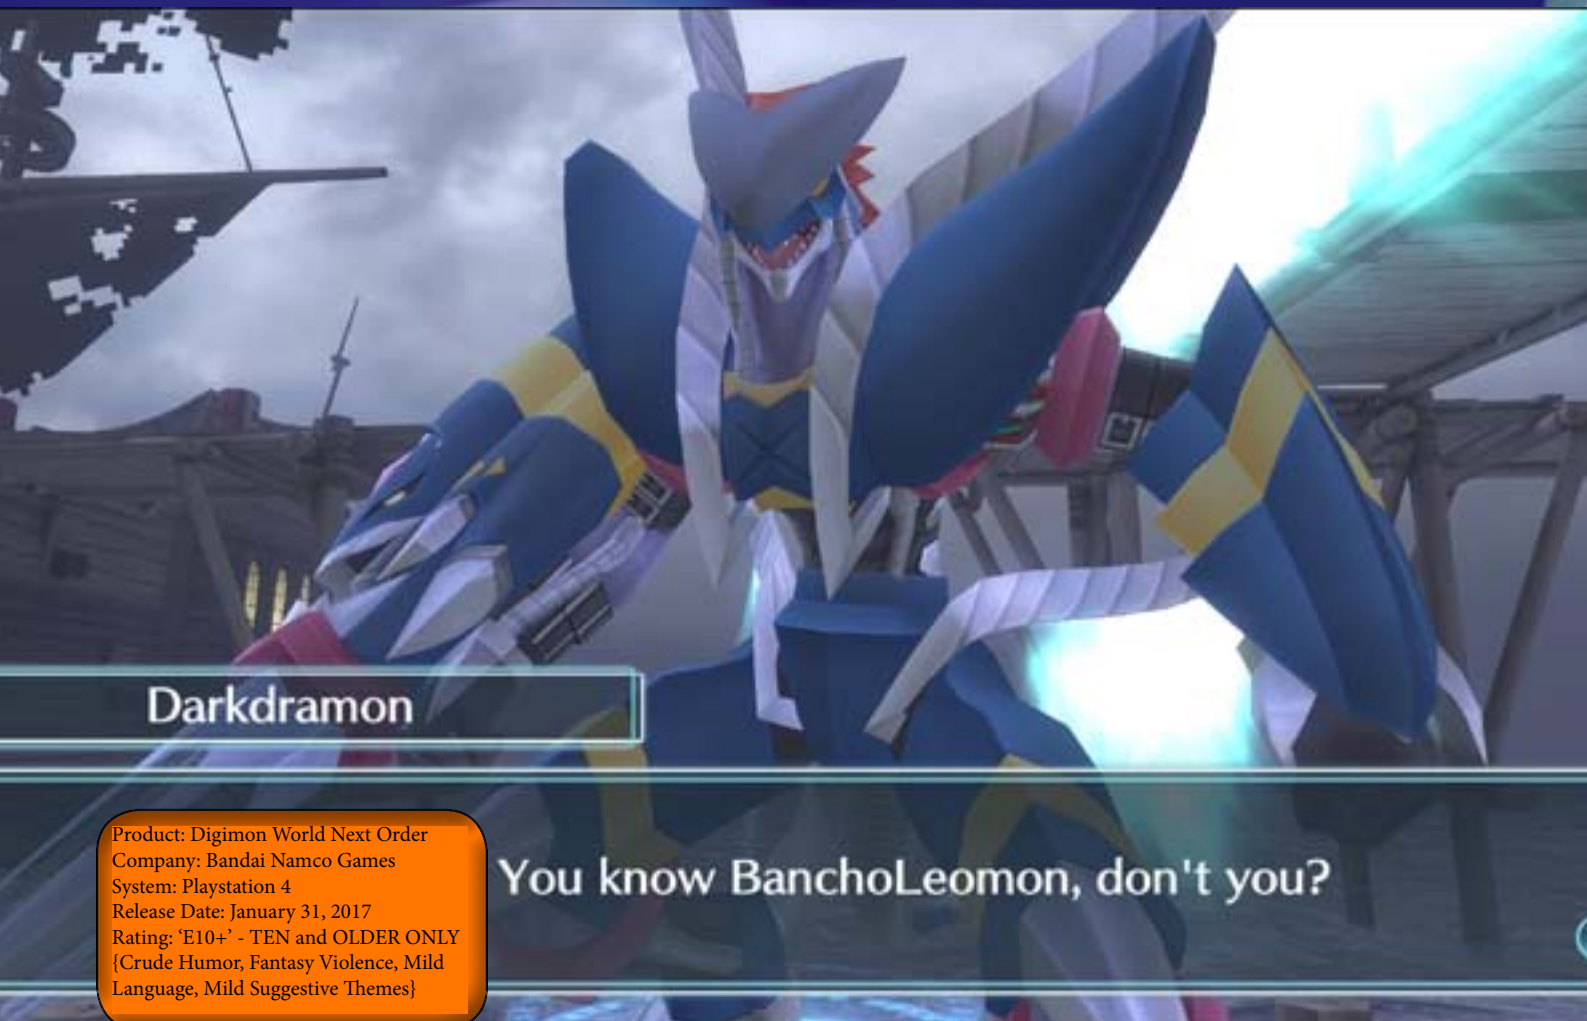 Darkdramon
Product: Digimon World Next Order
Company: Bandai Namco Games
System: Playstation 4
Release Date: January 31, 2017
Rating: ‘E10+’ - TEN and OLDER ONLY
{Crude Humor, Fantasy Violence, Mild
Language, Mild Suggestive Themes}
You know BanchoLeomon, don't you?